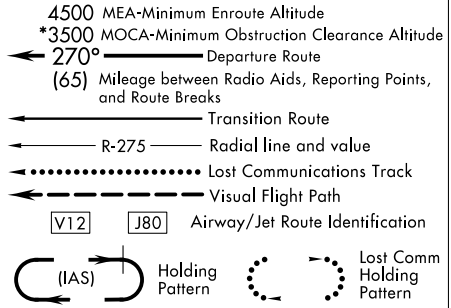 4500 MEA-Minimum Enroute Altitude
*3500 MOCA-Minimum Obstruction Clearance Altitude
270° Departure Route
(65) Mileage between Radio Aids, Reporting Points,
and Route Breaks
Transition Route
R-275 Radial line and value
Lost Communications Track
Visual Flight Path
V12 J80 Airway/Jet Route Identification
(IAS) Holding
Pattern
Lost Comm
Holding
Pattern